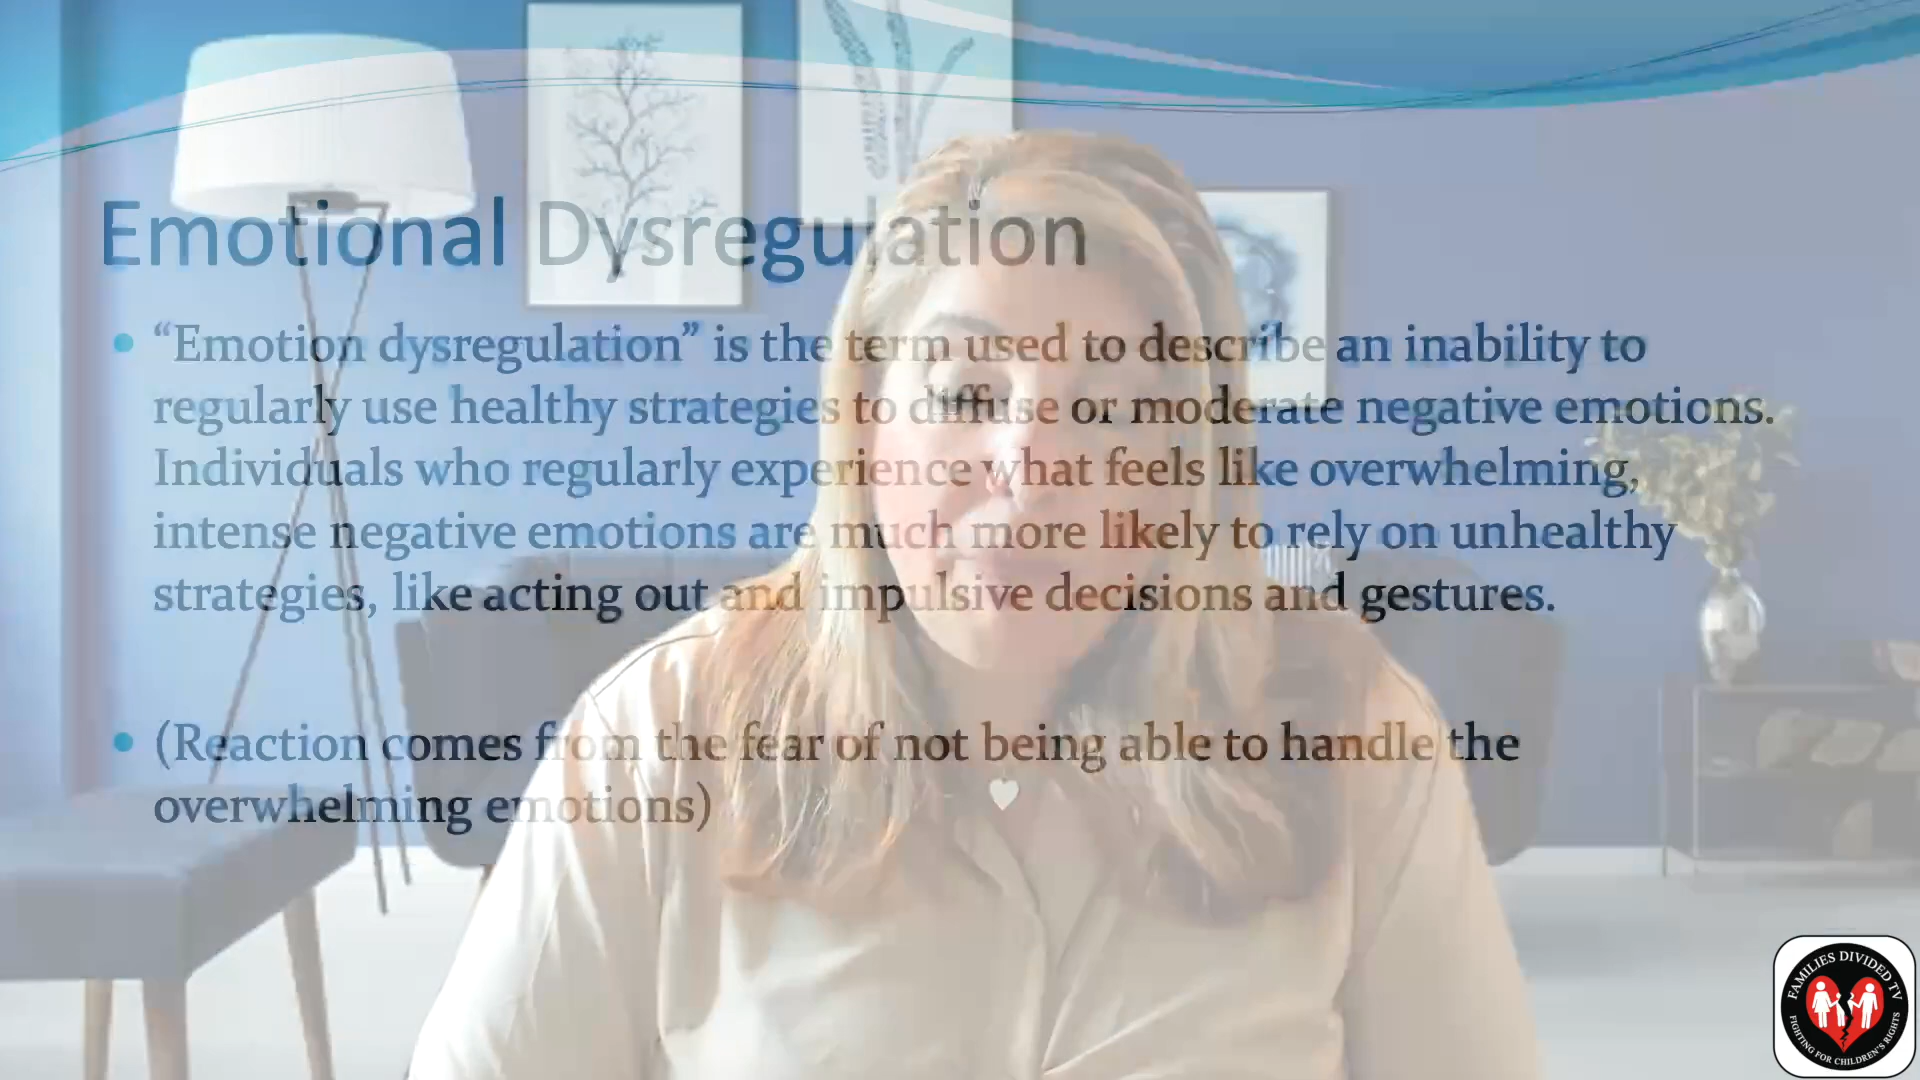 Emotional Dysregulation
• “Emotion dysregulation” is the term used to describe an inability to
regularly use healthy strategies to diffuse or moderate negative emotions.
Individuals who regularly experience what feels like overwhelming,
intense negative emotions are much more likely to rely on unhealthy
strategies, like acting out and impulsive decisions and gestures.
• (Reaction comes from the fear of not being able to handle the
overwhelming emotions)
FAMILIES DIVIDED TV
FIGHTING FOR CHILDREN'S RIGHTS